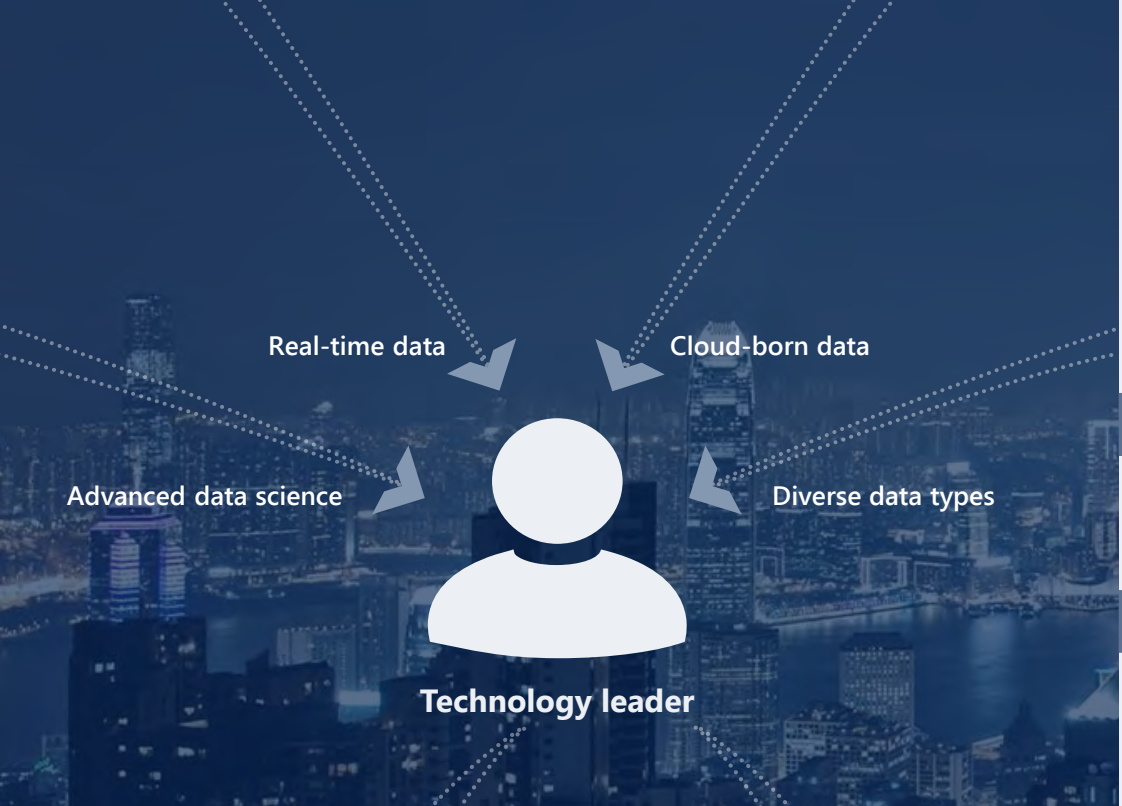 Real-time data
Cloud-born data
Advanced data science
Diverse data types
Technology leader